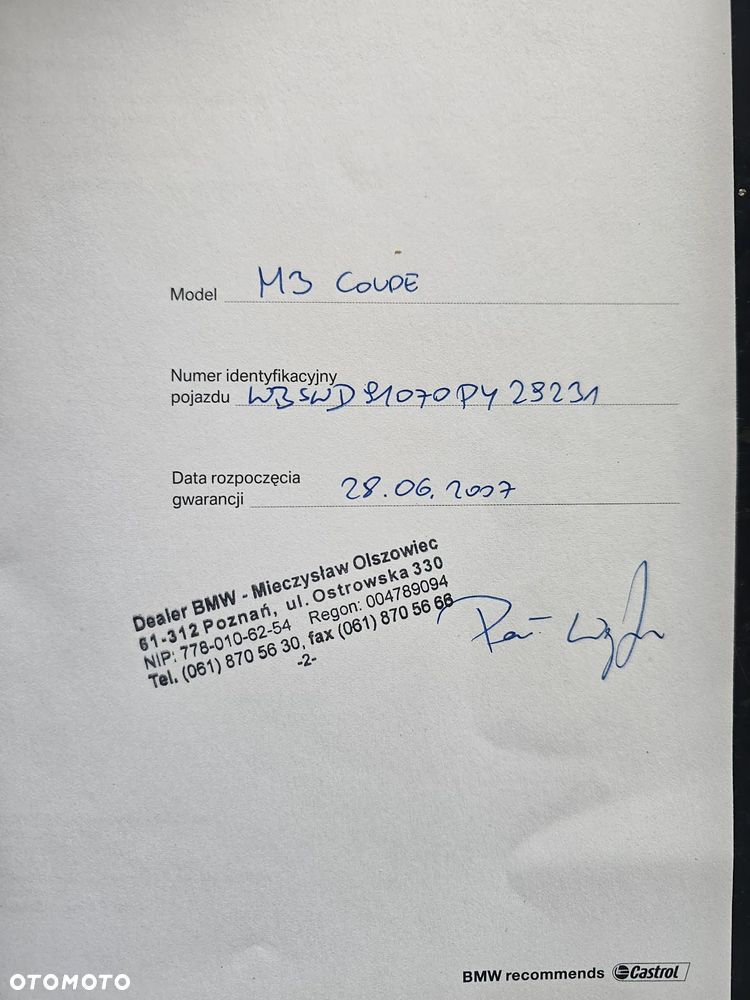 Model M3 COUPE
Numer identyfikacyjny
pojazdu WBSWD91070PY29231
Data rozpoczęcia
gwarancji 28.06.2007
Dealer BMW - Mieczysław Olszowiec
61-312 Poznań, ul. Ostrowska 330
NIP: 778-010-62-54 Regon: 004789094
Tel. (061) 870 56 30, fax (061) 870 56 66
-2-
BMW recommends Castrol
OTOMOTO